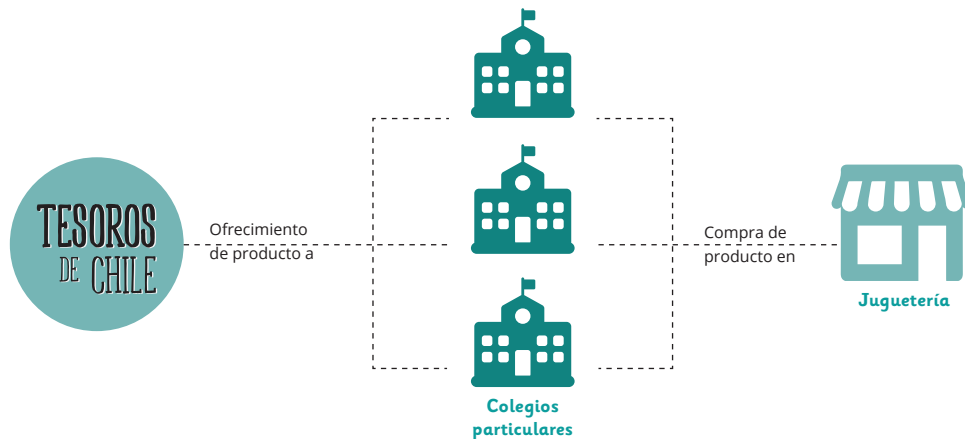 TESOROS
DE CHILE
Ofrecimiento
de producto a
Colegios
particulares
Compra de
producto en
Juguetería